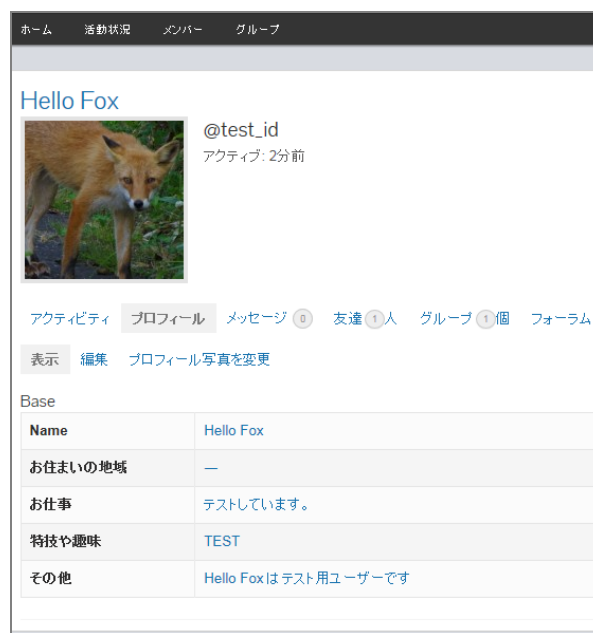 ホーム 活動状況 メンバー グループ
Hello Fox
@test_id
アクティブ: 2分前
アクティビティ プロフィール メッセージ 0 友達 1 人 グループ 1 個 フォーラム
表示 編集 プロフィール写真を変更
Base
Name Hello Fox
お住まいの地域 —
お仕事 テストしています。
特技や趣味 TEST
その他 Hello Foxはテスト用ユーザーです